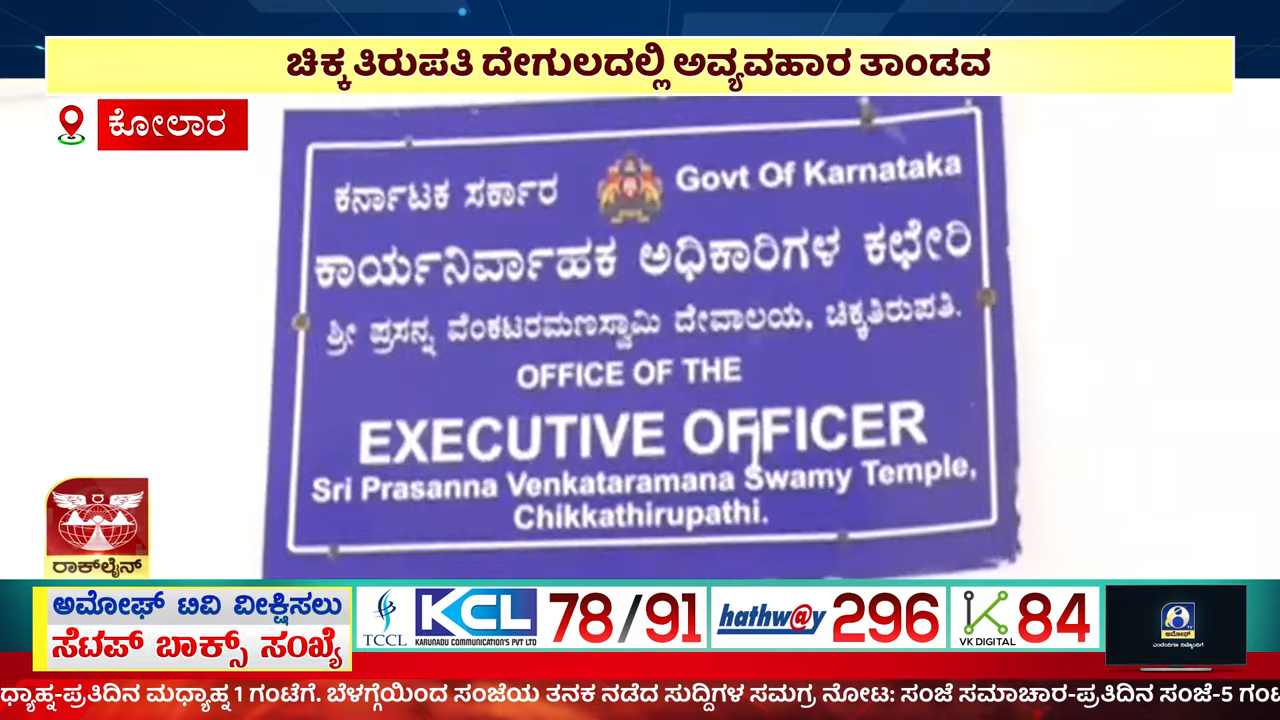 ಚಿಕ್ಕ ತಿರುಪತಿ ದೇಗುಲದಲ್ಲಿ ಅವ್ಯವಹಾರ ತಾಂಡವ
ಕೋಲಾರ
ಕರ್ನಾಟಕ ಸರ್ಕಾರ Govt Of Karnataka
ಕಾರ್ಯನಿರ್ವಾಹಕ ಅಧಿಕಾರಿಗಳ ಕಛೇರಿ
ಶ್ರೀ ಪ್ರಸನ್ನ ವೆಂಕಟರಮಣಸ್ವಾಮಿ ದೇವಾಲಯ, ಚಿಕ್ಕತಿರುಪತಿ.
OFFICE OF THE
EXECUTIVE OFFICER
Sri Prasanna Venkataramana Swamy Temple,
Chikkathirupathi.
ರಾಕ್‌ಲೈನ್
ಅಮೋಘ್ ಟಿವಿ ವೀಕ್ಷಿಸಲು
ಸೆಟಪ್ ಬಾಕ್ಸ್ ಸಂಖ್ಯೆ
TCCL KCL 78/91 hathw@y 296 VK DIGITAL 84
KARUNADU COMMUNICATION'S PVT LTD
TV
ಅಮೋಘ್
ಧ್ಯಾಹ್ನ-ಪ್ರತಿದಿನ ಮಧ್ಯಾಹ್ನ 1 ಗಂಟೆಗೆ. ಬೆಳಗ್ಗೆಯಿಂದ ಸಂಜೆಯ ತನಕ ನಡೆದ ಸುದ್ದಿಗಳ ಸಮಗ್ರ ನೋಟ: ಸಂಜೆ ಸಮಾಚಾರ-ಪ್ರತಿದಿನ ಸಂಜೆ-5 ಗಂಟ